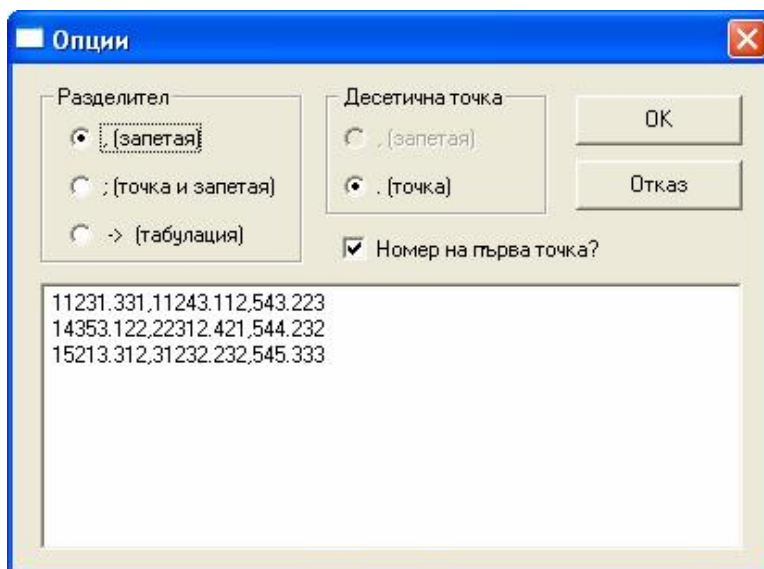 Опции
Разделител
, (запетая)
; (точка и запетая)
-> (табулация)
Десетична точка
, (запетая)
. (точка)
OK
Отказ
Номер на първа точка?
11231.331,11243.112,543.223
14353.122,22312.421,544.232
15213.312,31232.232,545.333